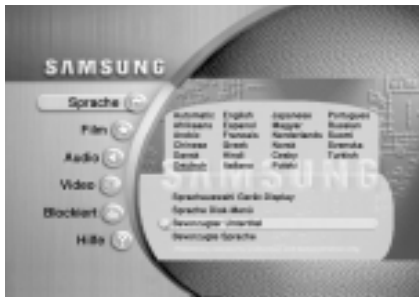 SAMSUNG
Sprache
Film
Audio
Video
Blockiert
Hilfe
Automatic English Japanese Portugues
Afrikaans Espanol Magyar Russian
Arabic Francais Nederlands Suomi
Chinese Greek Norsk Svenska
Dansk Hindi Cesky Turkish
Deutsch Italiano Polski
SAMSUNG
Sprachauswahl Gerät-Display
Sprache Disk-Menü
Bevorzugter Untertitel
Bevorzugte Sprache